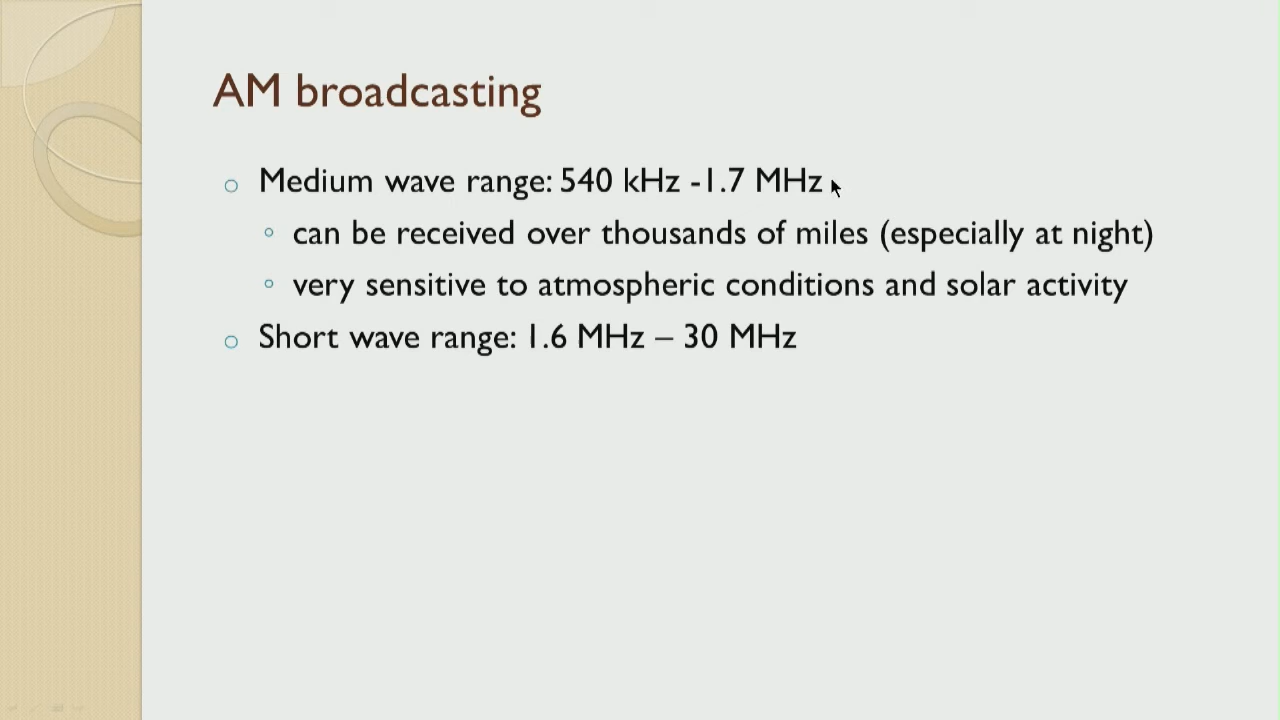 AM broadcasting
Medium wave range: 540 kHz -1.7 MHz
can be received over thousands of miles (especially at night)
very sensitive to atmospheric conditions and solar activity
Short wave range: 1.6 MHz – 30 MHz